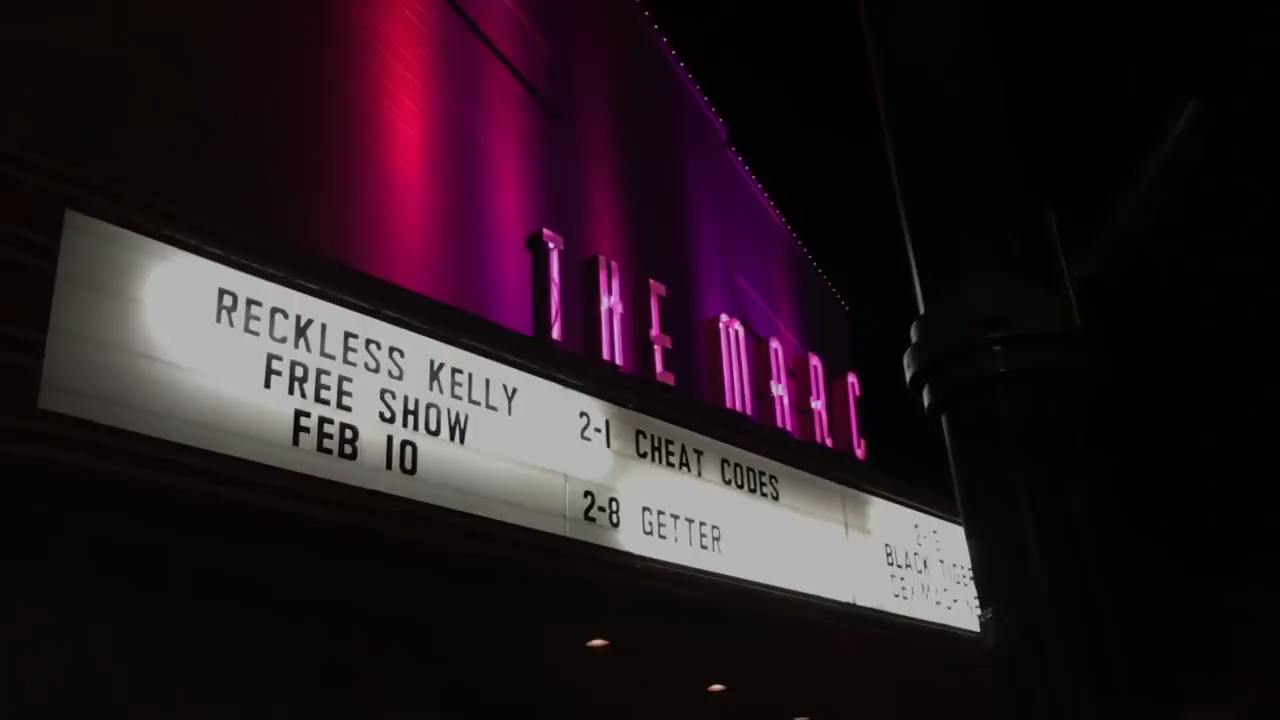 THE MARC
RECKLESS KELLY
FREE SHOW
FEB 10
2-1 CHEAT CODES
2-8 GETTER
BLACK TIGER